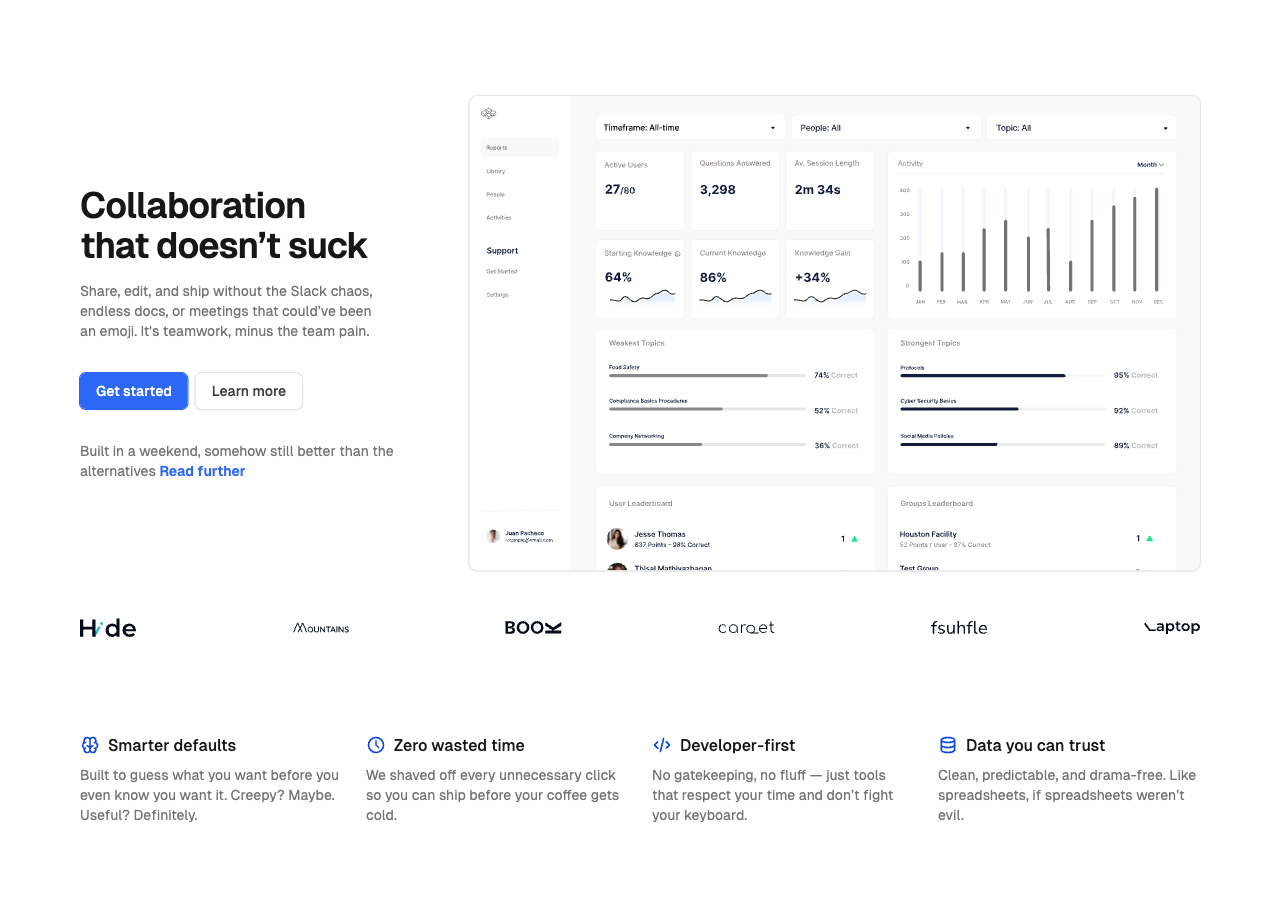 Collaboration
that doesn't suck
Share, edit, and ship without the Slack chaos,
endless docs, or meetings that could've been
an emoji. It's teamwork, minus the team pain.
Get started
Learn more
Built in a weekend, somehow still better than the
alternatives Read further
Reports
Library
People
Activities
Support
Get Started
Settings
Juan Pacheco
example@email.com
Timeframe: All-time
People: All
Topic: All
Active Users
27/80
Questions Answered
3,298
Av. Session Length
2m 34s
Starting Knowledge
64%
Current Knowledge
86%
Knowledge Gain
+34%
Activity
Month
400
300
200
100
0
JAN FEB MAR APR MAY JUN JUL AUG SEP OCT NOV DEC
Weakest Topics
Food Safety
74% Correct
Compliance Basics Procedures
52% Correct
Company Networking
36% Correct
Strongest Topics
Protocols
95% Correct
Cyber Security Basics
92% Correct
Social Media Policies
89% Correct
User Leaderboard
Jesse Thomas
637 Points - 98% Correct
1
Thisal Mathiyazhagan
Groups Leaderboard
Houston Facility
52 Points / User - 97% Correct
1
Test Group
Hide
MOUNTAINS
BOOK
carpet
fsuhfle
Laptop
Smarter defaults
Built to guess what you want before you
even know you want it. Creepy? Maybe.
Useful? Definitely.
Zero wasted time
We shaved off every unnecessary click
so you can ship before your coffee gets
cold.
Developer-first
No gatekeeping, no fluff — just tools
that respect your time and don't fight
your keyboard.
Data you can trust
Clean, predictable, and drama-free. Like
spreadsheets, if spreadsheets weren't
evil.